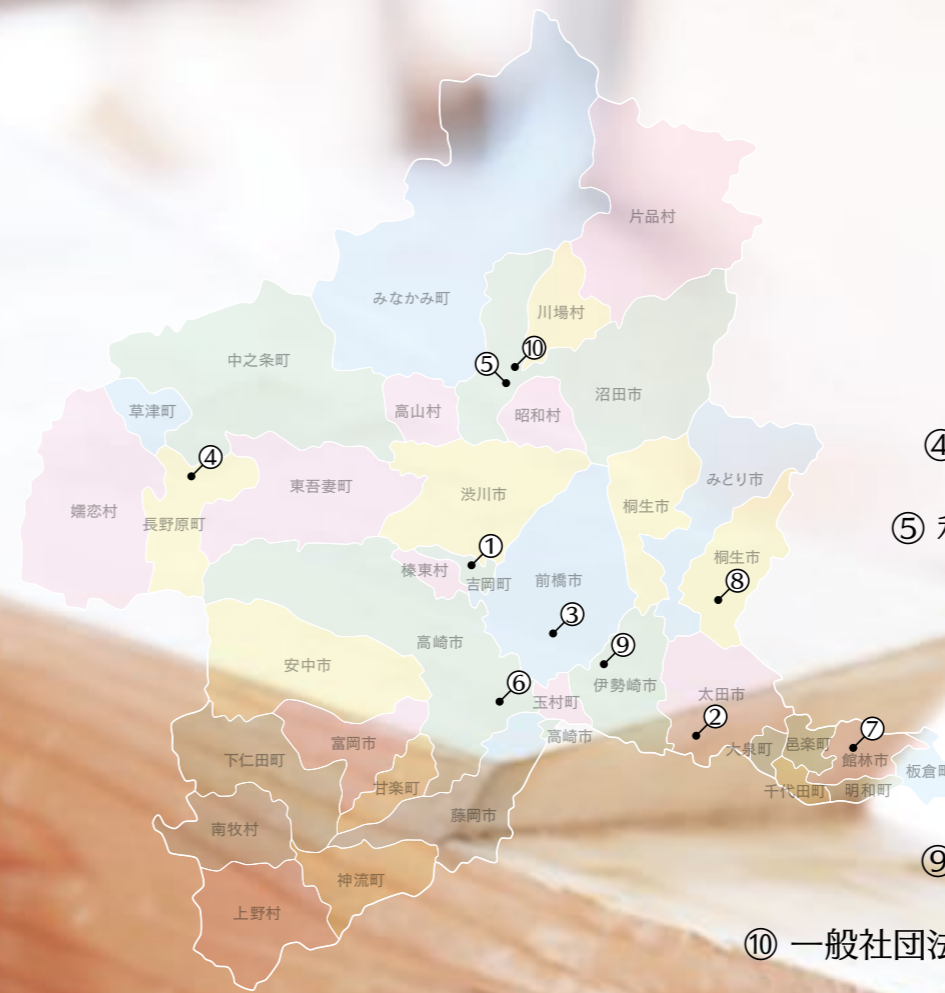 片品村
みなかみ町
川場村
⑩
中之条町
⑤
沼田市
草津町
高山村
昭和村
④
④
みどり市
東吾妻町
渋川市
桐生市
嬬恋村
長野原町
⑤
①
桐生市
榛東村
吉岡町
前橋市
⑧
③
高崎市
⑨
安中市
伊勢崎市
⑥
太田市
玉村町
②
⑦
高崎市
富岡市
大泉町
邑楽町
下仁田町
館林市
板倉町
甘楽町
千代田町
明和町
藤岡市
南牧村
⑨
神流町
上野村
⑩ 一般社団法